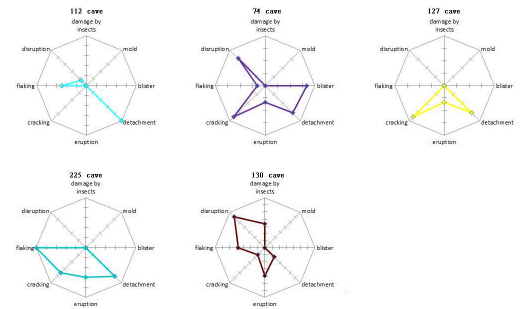 112 cave
damage by
insects
disruption
mold
flaking
blister
cracking
detachment
eruption
74 cave
damage by
insects
disruption
mold
flaking
blister
cracking
detachment
eruption
127 cave
damage by
insects
disruption
mold
flaking
blister
cracking
detachment
eruption
225 cave
damage by
insects
disruption
mold
flaking
blister
cracking
detachment
eruption
130 cave
damage by
insects
disruption
mold
flaking
blister
cracking
detachment
eruption